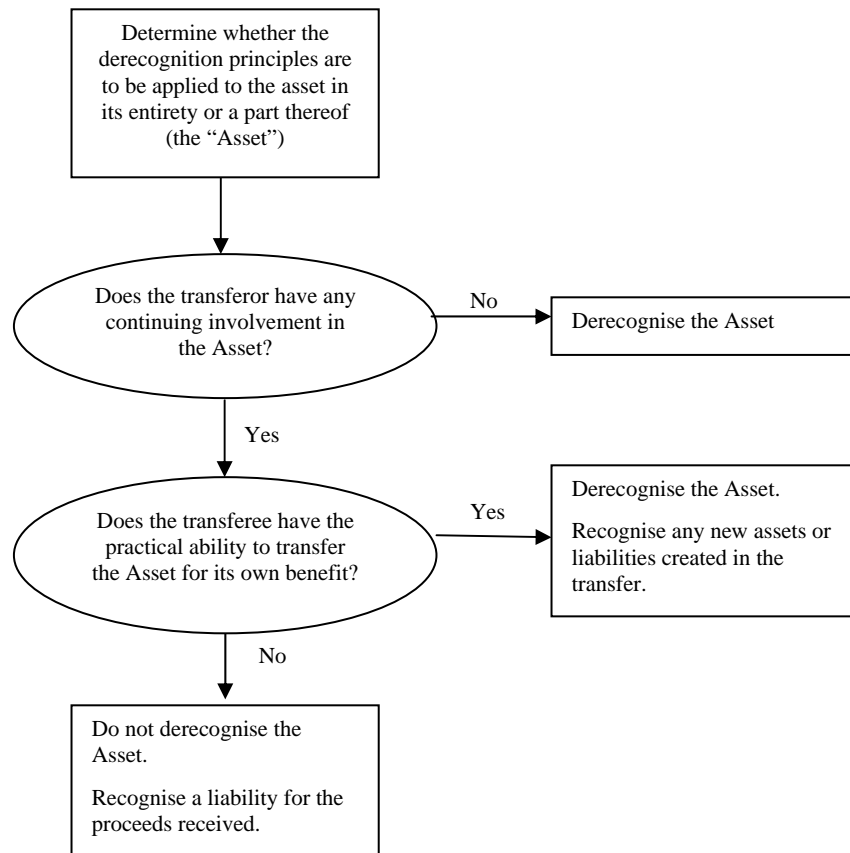 Determine whether the
derecognition principles are
to be applied to the asset in
its entirety or a part thereof
(the “Asset”)
Does the transferor have any
continuing involvement in
the Asset?
No
Derecognise the Asset
Yes
Does the transferee have the
practical ability to transfer
the Asset for its own benefit?
Yes
Derecognise the Asset.
Recognise any new assets or
liabilities created in the
transfer.
No
Do not derecognise the
Asset.
Recognise a liability for the
proceeds received.